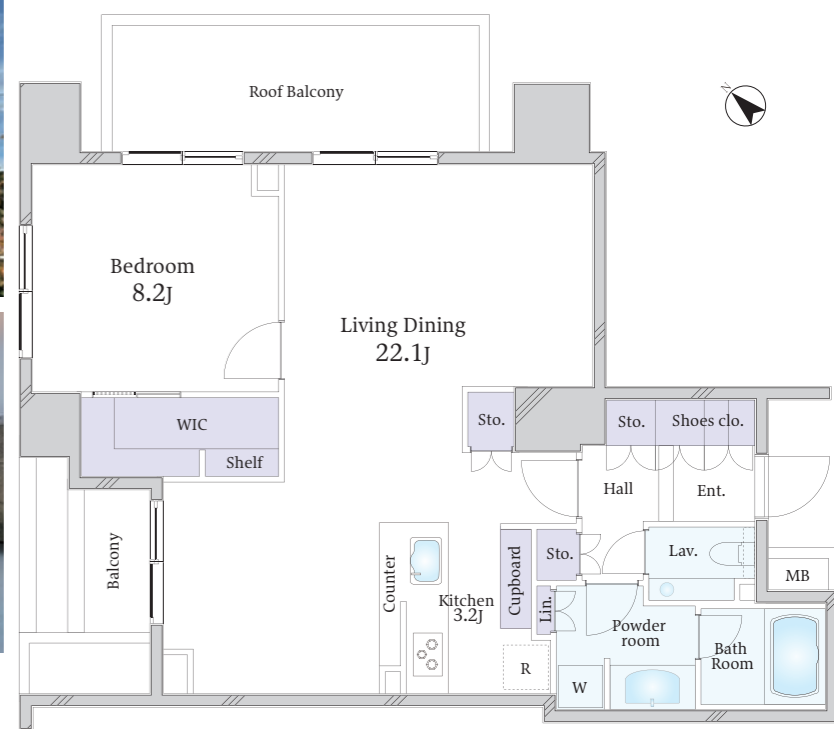 Roof Balcony
N
Bedroom
8.2J
Living Dining
22.1J
WIC
Shelf
Sto.
Sto.
Shoes clo.
Hall
Ent.
Balcony
Counter
Kitchen
3.2J
Cupboard
Sto.
Lin.
Lav.
MB
Powder
room
Bath
Room
R
W